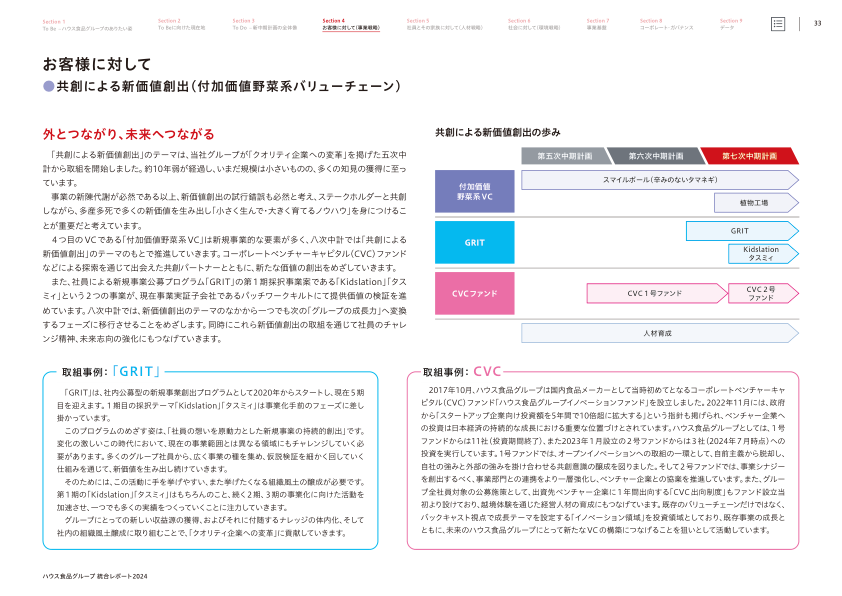 Section 1
To Be －ハウス食品グループのありたい姿
Section 2
To Beに向けた現在地
Section 3
To Do －新中期計画の全体像
Section 4
お客様に対して（事業戦略）
Section 5
社員とその家族に対して（人材戦略）
Section 6
社会に対して（環境戦略）
Section 7
事業基盤
Section 8
コーポレート・ガバナンス
Section 9
データ
33
お客様に対して
共創による新価値創出（付加価値野菜系バリューチェーン）
外とつながり、未来へつながる
「共創による新価値創出」のテーマは、当社グループが「クオリティ企業への変革」を掲げた五次中
計から取組を開始しました。約10年弱が経過し、いまだ規模は小さいものの、多くの知見の獲得に至っ
ています。
事業の新陳代謝が必然である以上、新価値創出の試行錯誤も必然と考え、ステークホルダーと共創
しながら、多産多死で多くの新価値を生み出し「小さく生んで・大きく育てるノウハウ」を身につけるこ
とが重要だと考えています。
４つ目のVCである「付加価値野菜系VC」は新規事業的な要素が多く、八次中計では「共創による
新価値創出」のテーマのもとで推進していきます。コーポレートベンチャーキャピタル（CVC）ファンド
などによる探索を通じて出会えた共創パートナーとともに、新たな価値の創出をめざしています。
また、社員による新規事業公募プログラム「GRIT」の第１期採択事業案である「Kidslation」「タス
ミィ」という２つの事業が、現在事業実証子会社であるパッチワークキルトにて提供価値の検証を進
めています。八次中計では、新価値創出のテーマのなかから一つでも次の「グループの成長力」へ変換
するフェーズに移行させることをめざします。同時にこれら新価値創出の取組を通じて社員のチャレ
ンジ精神、未来志向の強化にもつなげていきます。
共創による新価値創出の歩み
第五次中期計画
第六次中期計画
第七次中期計画
付加価値
野菜系 VC
スマイルボール（辛みのないタマネギ）
植物工場
GRIT
GRIT
Kidslation
タスミィ
CVCファンド
CVC１号ファンド
CVC２号
ファンド
人材育成
取組事例：「GRIT」
「GRIT」は、社内公募型の新規事業創出プログラムとして2020年からスタートし、現在５期
目を迎えます。１期目の採択テーマ「Kidslation」「タスミィ」は事業化手前のフェーズに差し
掛かっています。
このプログラムのめざす姿は、「社員の想いを原動力とした新規事業の持続的創出」です。
変化の激しいこの時代において、現在の事業範囲とは異なる領域にもチャレンジしていく必
要があります。多くのグループ社員から、広く事業の種を集め、仮説検証を細かく回していく
仕組みを通じて、新価値を生み出し続けていきます。
そのためには、この活動に手を挙げやすい、また挙げたくなる組織風土の醸成が必要です。
第１期の「Kidslation」「タスミィ」はもちろんのこと、続く２期、３期の事業化に向けた活動を
加速させ、一つでも多くの実績をつくっていくことに注力していきます。
グループにとっての新しい収益源の獲得、およびそれに付随するナレッジの体内化、そして
社内の組織風土醸成に取り組むことで、「クオリティ企業への変革」に貢献していきます。
取組事例：CVC
2017年10月、ハウス食品グループは国内食品メーカーとして当時初めてとなるコーポレートベンチャーキャ
ピタル（CVC）ファンド「ハウス食品グループイノベーションファンド」を設立しました。2022年11月には、政府
から「スタートアップ企業向け投資額を5年間で10倍超に拡大する」という指針も掲げられ、ベンチャー企業へ
の投資は日本経済の持続的な成長における重要な位置づけとされています。ハウス食品グループとしては、１号
ファンドからは11社（投資期間終了）、また2023年１月設立の２号ファンドからは３社（2024年７月時点）への
投資を実行しています。１号ファンドでは、オープンイノベーションへの取組の一環として、自前主義から脱却し、
自社の強みと外部の強みを掛け合わせる共創意識の醸成を図りました。そして２号ファンドでは、事業シナジー
を創出するべく、事業部門との連携をより一層強化し、ベンチャー企業との協業を推進しています。また、グルー
プ全社員対象の公募施策として、出資先ベンチャー企業に１年間出向する「CVC出向制度」もファンド設立当
初より設けており、越境体験を通じた経営人材の育成にもつなげています。既存のバリューチェーンだけではなく、
バックキャスト視点で成長テーマを設定する「イノベーション領域」を投資領域としており、既存事業の成長と
ともに、未来のハウス食品グループにとって新たなVCの構築につなげることを狙いとして活動しています。
ハウス食品グループ 統合レポート2024